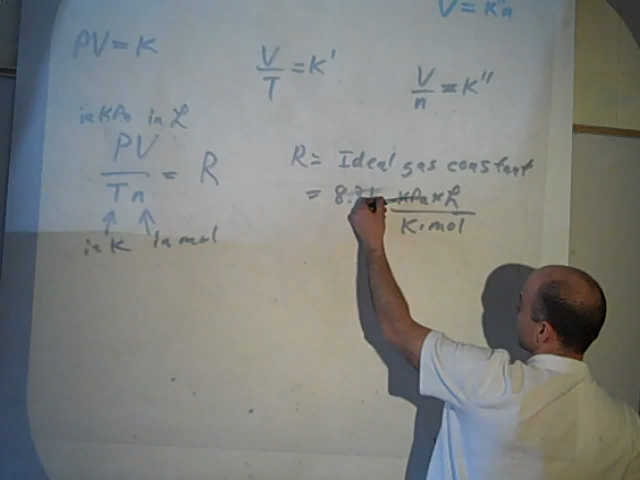 V = K"n
PV = K
V/T = K'
V/n = K"
in KPa in L
PV/Tn = R
↑ ↑
in K in mol
R = Ideal gas constant
= 8.31 KPa×L/K·mol